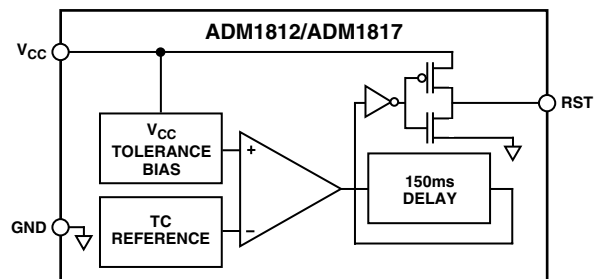 ADM1812/ADM1817
VCC
RST
VCC
TOLERANCE
BIAS
+
150ms
DELAY
GND
TC
REFERENCE
–